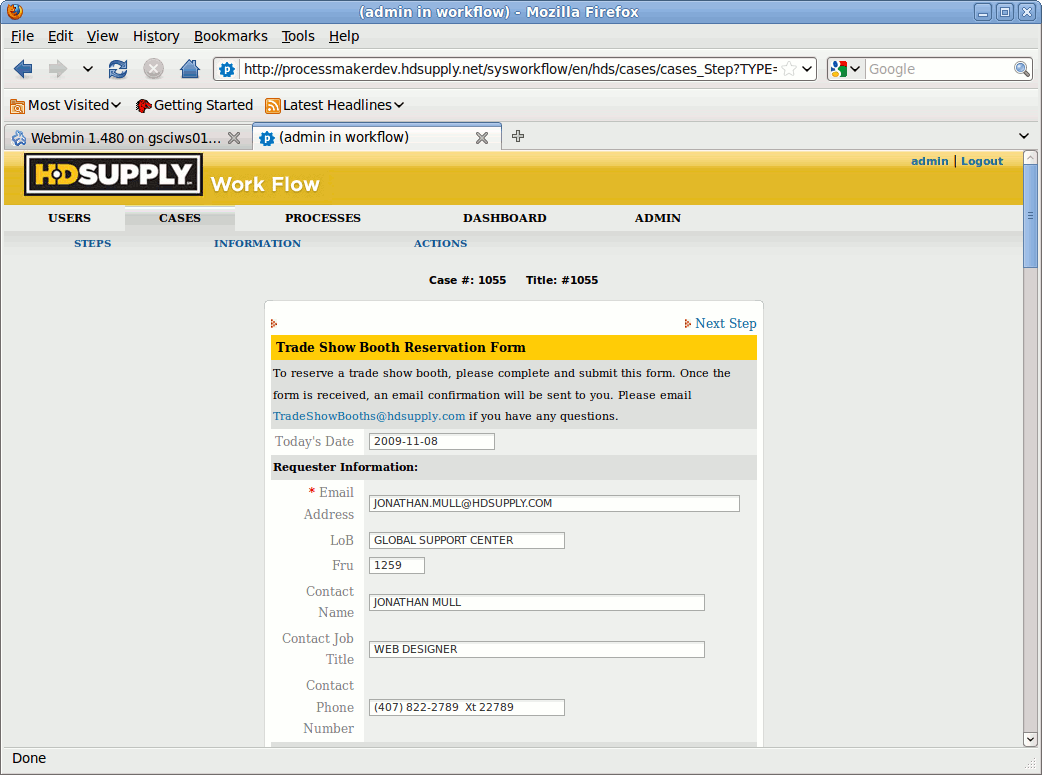 (admin in workflow) - Mozilla Firefox
File Edit View History Bookmarks Tools Help
http://processmakerdev.hdsupply.net/sysworkflow/en/hds/cases/cases_Step?TYPE= Google
Most Visited Getting Started Latest Headlines
Webmin 1.480 on gsciws01... (admin in workflow)
HD SUPPLY Work Flow admin | Logout
USERS CASES PROCESSES DASHBOARD ADMIN
STEPS INFORMATION ACTIONS
Case #: 1055 Title: #1055
Next Step
Trade Show Booth Reservation Form
To reserve a trade show booth, please complete and submit this form. Once the
form is received, an email confirmation will be sent to you. Please email
TradeShowBooths@hdsupply.com if you have any questions.
Today's Date 2009-11-08
Requester Information:
* Email
Address JONATHAN.MULL@HDSUPPLY.COM
LoB GLOBAL SUPPORT CENTER
Fru 1259
Contact
Name JONATHAN MULL
Contact Job
Title WEB DESIGNER
Contact
Phone (407) 822-2789 Xt 22789
Number
Done